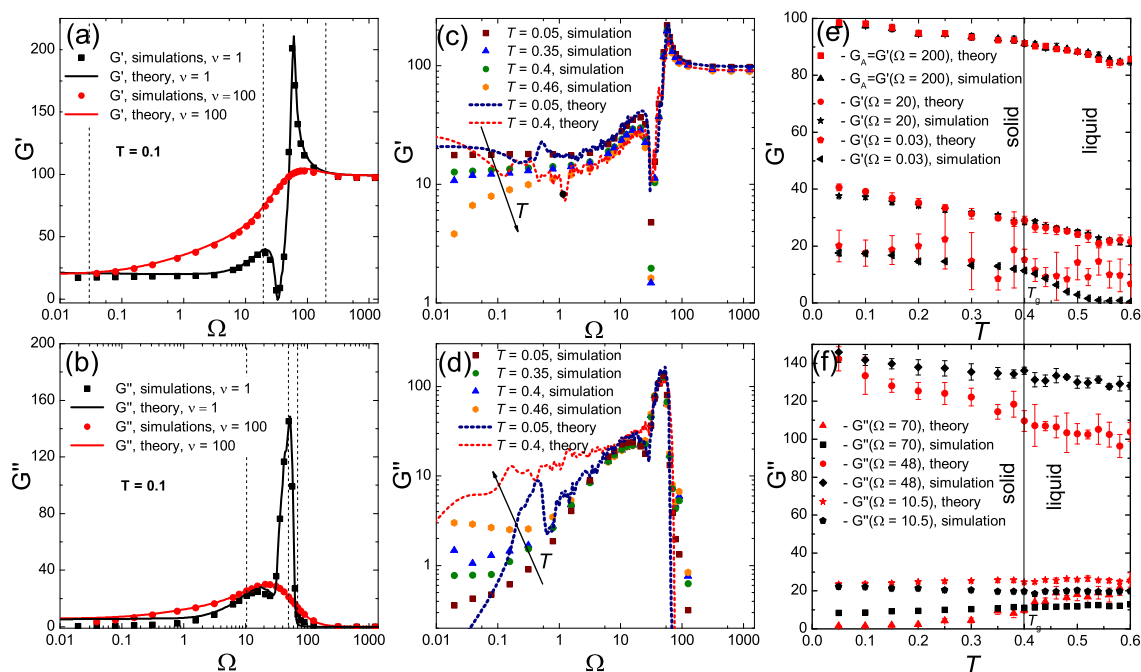 (a)
G', simulations, ν = 1
G', theory, ν = 1
G', simulations, ν = 100
G', theory, ν = 100
T = 0.1
G'
200
150
100
50
0
0.01 0.1 1 10 100 1000
Ω
(b)
G'', simulations, ν = 1
G'', theory, ν = 1
G'', simulations, ν = 100
G'', theory, ν = 100
T = 0.1
G''
200
160
120
80
40
0
0.01 0.1 1 10 100 1000
Ω
(c)
T = 0.05, simulation
T = 0.35, simulation
T = 0.4, simulation
T = 0.46, simulation
T = 0.05, theory
T = 0.4, theory
T
G'
100
10
1
0.01 0.1 1 10 100 1000
Ω
(d)
T = 0.05, simulation
T = 0.35, simulation
T = 0.4, simulation
T = 0.46, simulation
T = 0.05, theory
T = 0.4, theory
T
G''
100
10
1
0.01 0.1 1 10 100 1000
Ω
(e)
- G_A=G'(Ω = 200), theory
- G_A=G'(Ω = 200), simulation
- G'(Ω = 20), theory
- G'(Ω = 20), simulation
- G'(Ω = 0.03), theory
- G'(Ω = 0.03), simulation
solid
liquid
T_g
G'
100
80
60
40
20
0
0.0 0.1 0.2 0.3 0.4 0.5 0.6
T
(f)
- G''(Ω = 70), theory
- G''(Ω = 70), simulation
- G''(Ω = 48), theory
- G''(Ω = 48), simulation
- G''(Ω = 10.5), theory
- G''(Ω = 10.5), simulation
solid
liquid
T_g
G''
140
120
100
80
60
40
20
0
0.0 0.1 0.2 0.3 0.4 0.5 0.6
T